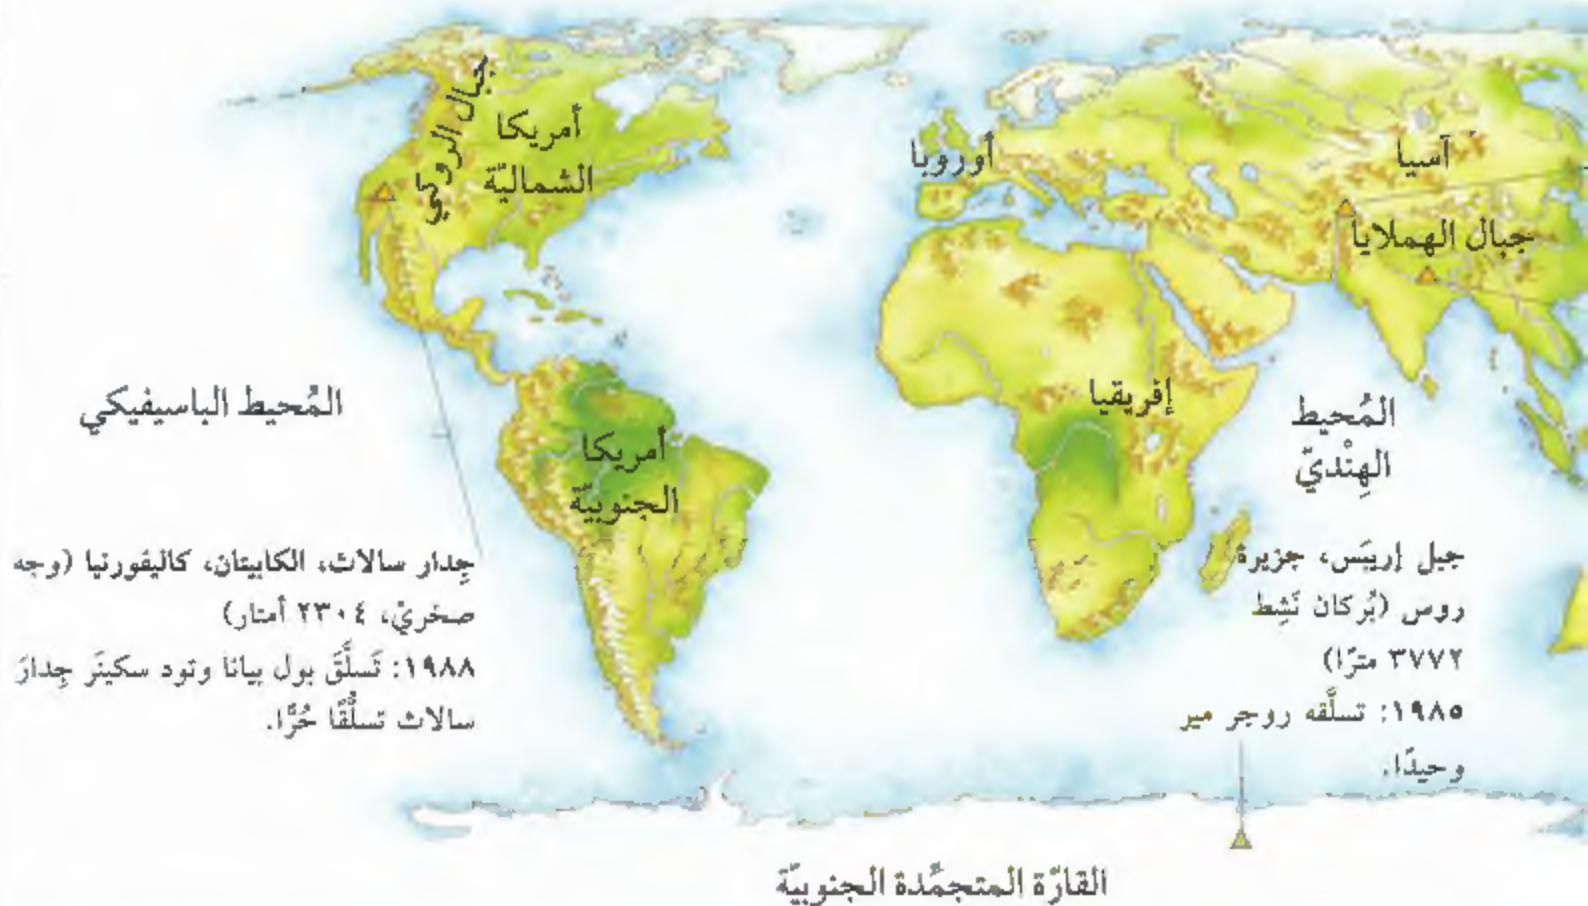 جبال الروكي
أمريكا
الشماليّة
أوروبا
آسيا
جبال الهملايا
إفريقيا
المُحيط الباسيفيكي
المُحيط
الهِنْديّ
أمريكا
الجنوبيّة
جِدار سالاث، الكابيتان، كاليفورنيا (وجه
صخريّ، ٢٣٠٤ أمتار)
١٩٨٨: تَسلَّقَ بول بيانا وتود سكينَر جِدارَ
سالاث تسلُّقًا حُرًّا.
جبل إريبَس، جزيرة
روس (بُركان نَشِط
٣٧٧٢ مترًا)
١٩٨٥: تسلَّقه روجر مير
وحيدًا.
القارّة المتجمّدة الجنوبيّة